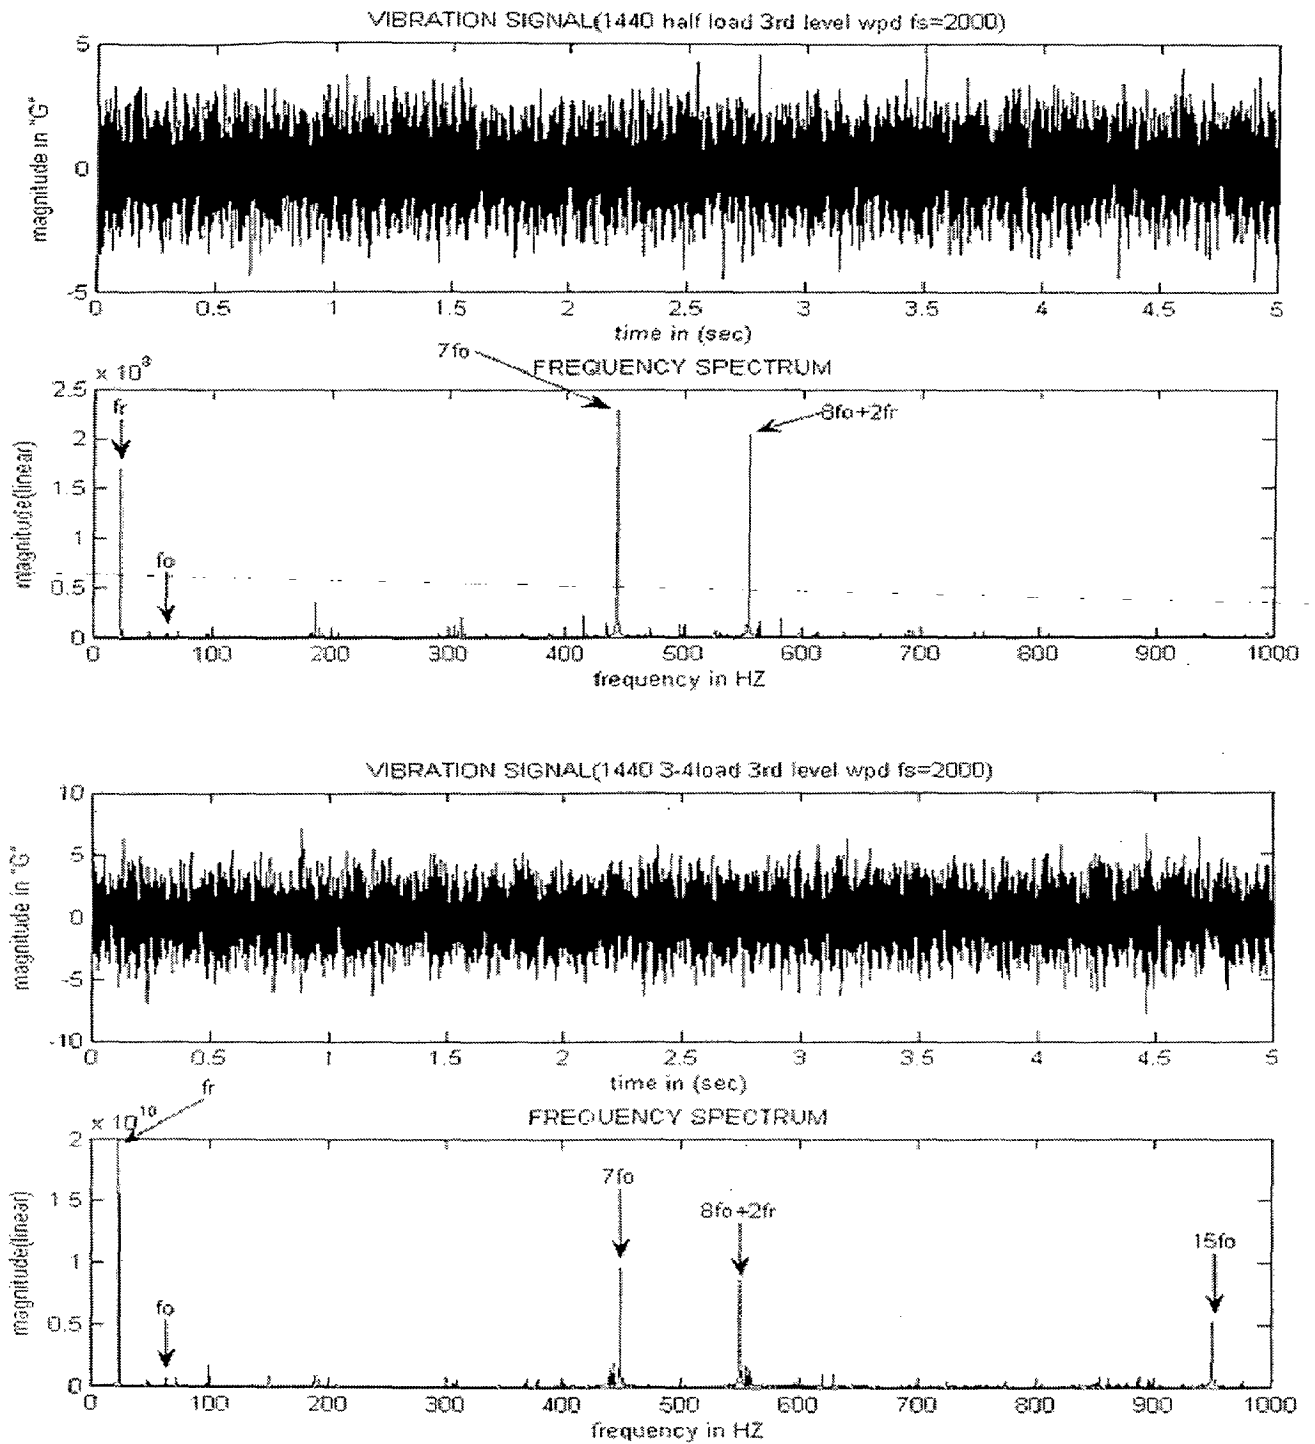 VIBRATION SIGNAL(1440 half load 3rd level wpd fs=2000)
5
0
-5
magnitude in "G"
0 0.5 1 1.5 2 2.5 3 3.5 4 4.5 5
time in (sec)
7fo
FREQUENCY SPECTRUM
2.5
2
1.5
1
0.5
0
magnitude(linear)
fr
fo
8fo+2fr
0 100 200 300 400 500 600 700 800 900 1000
frequency in HZ
VIBRATION SIGNAL(1440 3-4load 3rd level wpd fs=2000)
10
5
0
-5
-10
magnitude in "G"
0 0.5 1 1.5 2 2.5 3 3.5 4 4.5 5
time in (sec)
fr
× 10^10
FREQUENCY SPECTRUM
2
1.5
1
0.5
0
magnitude(linear)
7fo
8fo+2fr
15fo
fo
0 100 200 300 400 500 600 700 800 900 1000
frequency in HZ